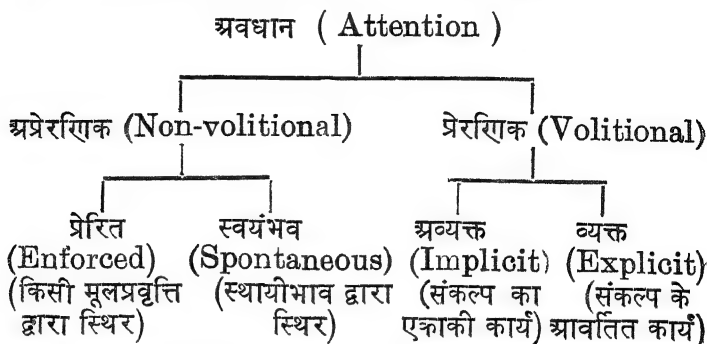 अवधान ( Attention )
अप्रेरणिक (Non-volitional) प्रेरणिक (Volitional)
प्रेरित स्वयंभव अव्यक्त व्यक्त
(Enforced) (Spontaneous) (Implicit) (Explicit)
(किसी मूलप्रवृत्ति (स्थायीभाव द्वारा (संकल्प का (संकल्प के
द्वारा स्थिर) स्थिर) एकाकी कार्य) आवर्तित कार्य)